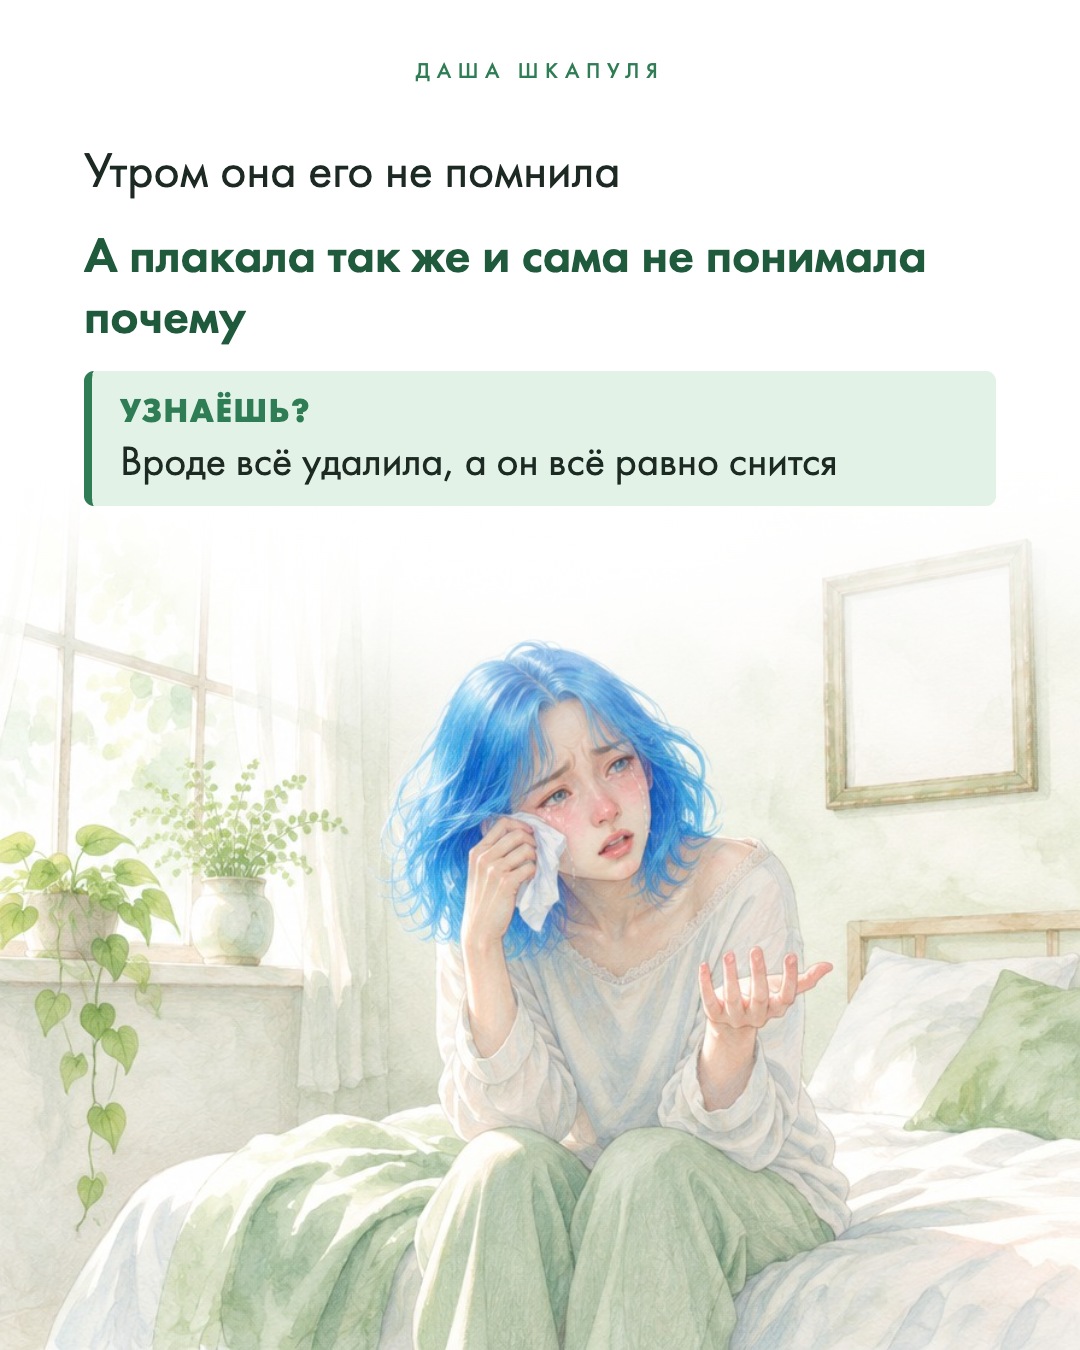 ДАША ШКАПУЛЯ
Утром она его не помнила
А плакала так же и сама не понимала
почему
УЗНАЁШЬ?
Вроде всё удалила, а он всё равно снится